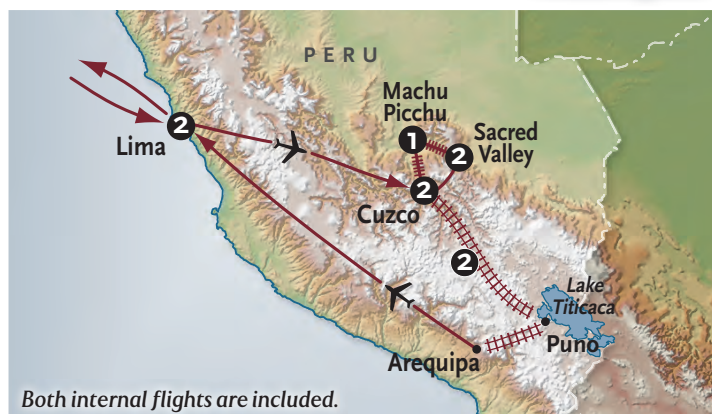 PERU
Machu
Picchu
1
Sacred
Valley
2
2
Lima
2
Cuzco
2
Lake
Titicaca
Puno
Arequipa
Both internal flights are included.